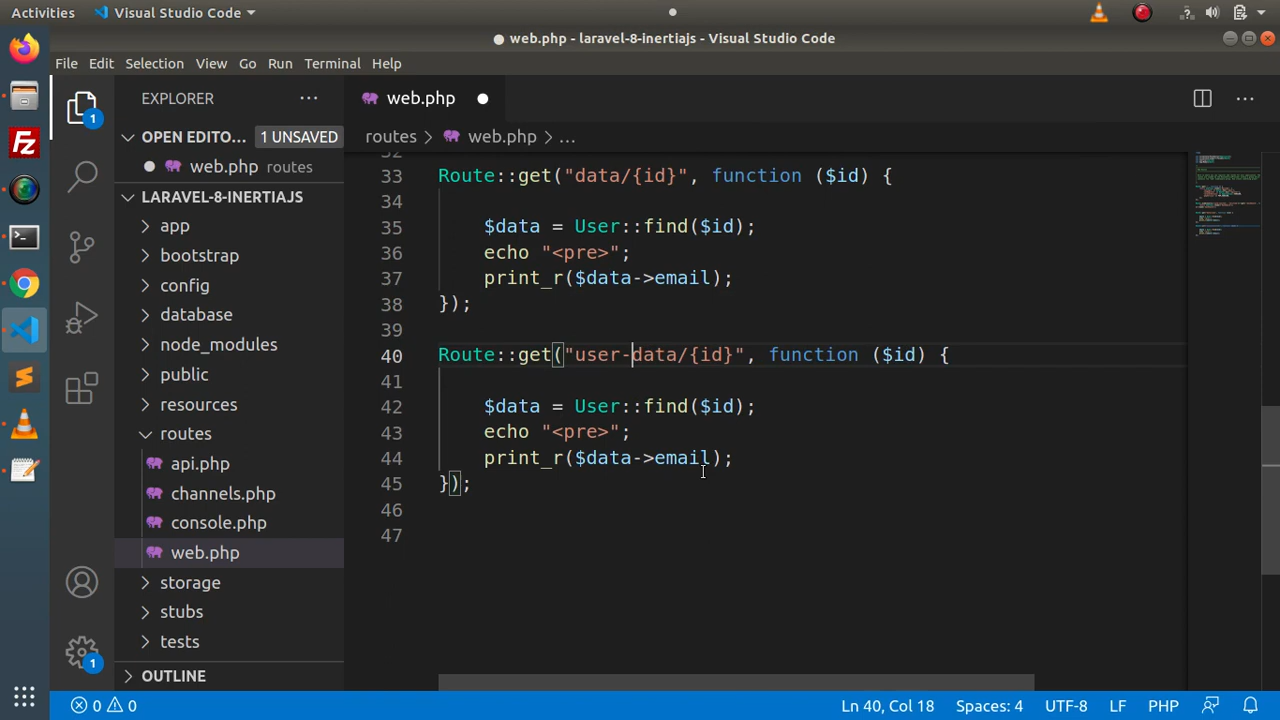 Activities Visual Studio Code
● web.php - laravel-8-inertiajs - Visual Studio Code
File Edit Selection View Go Run Terminal Help
EXPLORER ···
web.php ●
OPEN EDITO... 1 UNSAVED
routes > web.php > ...
● web.php routes
LARAVEL-8-INERTIAJS
app
bootstrap
config
database
node_modules
public
resources
routes
api.php
channels.php
console.php
web.php
storage
stubs
tests
OUTLINE
1
1
32
33 Route::get("data/{id}", function ($id) {
34
35 $data = User::find($id);
36 echo "<pre>";
37 print_r($data->email);
38 });
39
40 Route::get("user-data/{id}", function ($id) {
41
42 $data = User::find($id);
43 echo "<pre>";
44 print_r($data->email);
45 });
46
47
0 0 Ln 40, Col 18 Spaces: 4 UTF-8 LF PHP